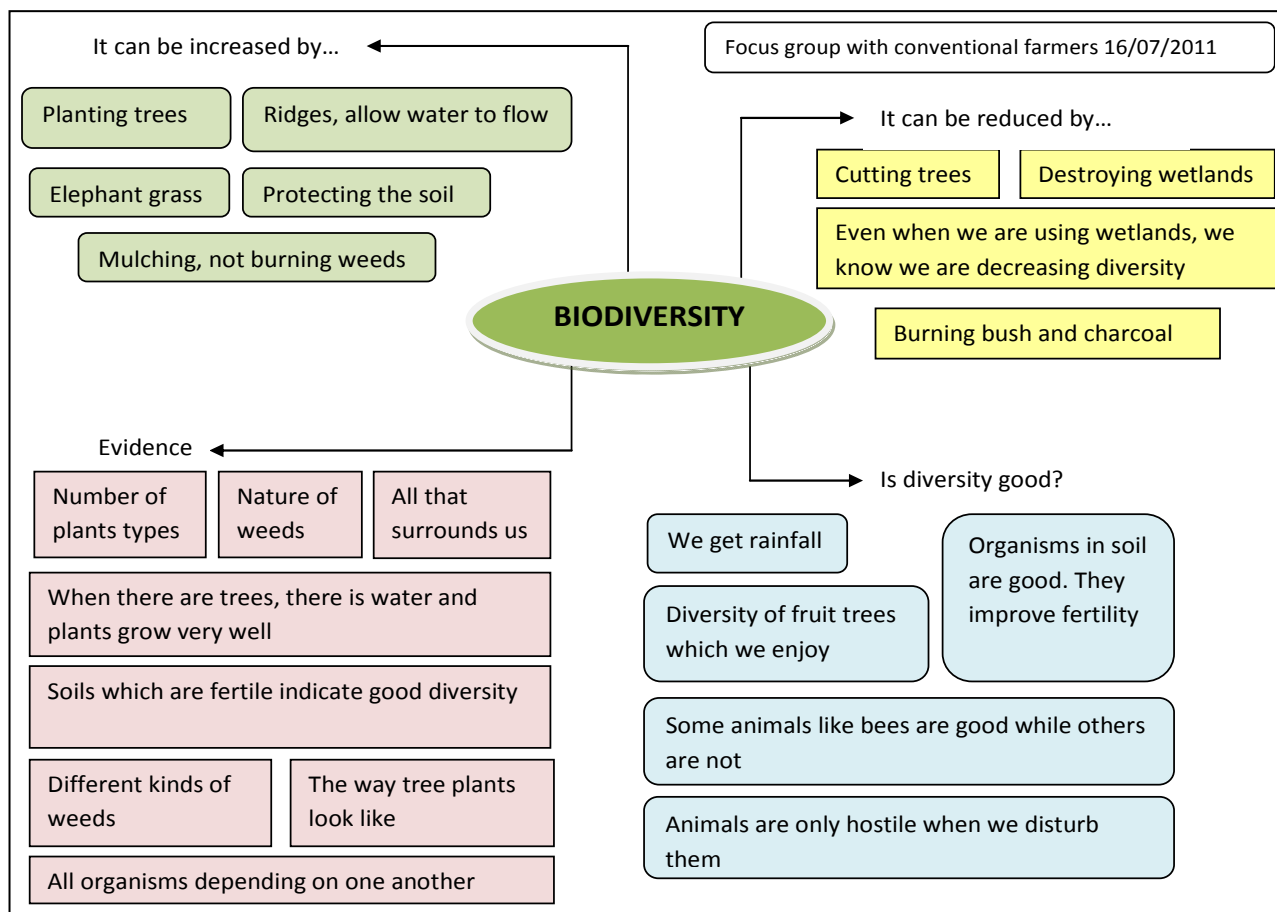 It can be increased by...
Planting trees
Ridges, allow water to flow
Elephant grass
Protecting the soil
Mulching, not burning weeds
Focus group with conventional farmers 16/07/2011
It can be reduced by...
Cutting trees
Destroying wetlands
Even when we are using wetlands, we
know we are decreasing diversity
Burning bush and charcoal
BIODIVERSITY
Evidence
Number of
plants types
Nature of
weeds
All that
surrounds us
When there are trees, there is water and
plants grow very well
Soils which are fertile indicate good diversity
Different kinds of
weeds
The way tree plants
look like
All organisms depending on one another
Is diversity good?
We get rainfall
Organisms in soil
are good. They
improve fertility
Diversity of fruit trees
which we enjoy
Some animals like bees are good while others
are not
Animals are only hostile when we disturb
them